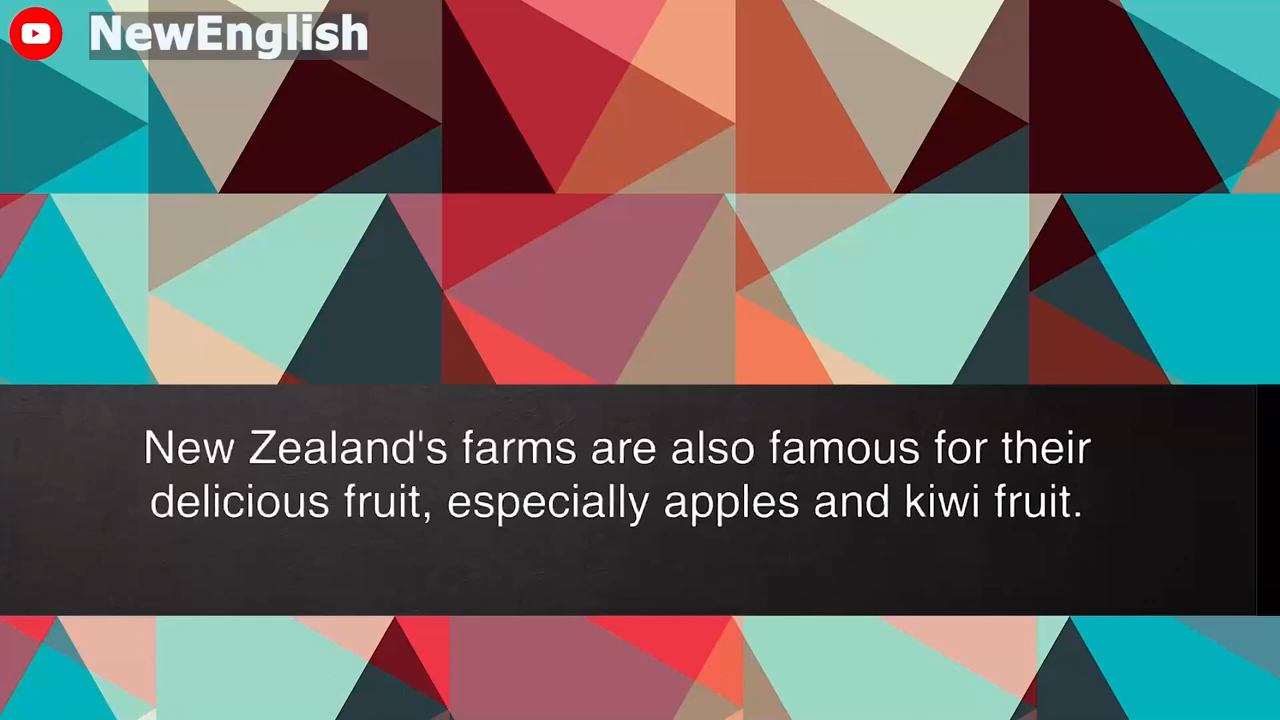 NewEnglish
New Zealand's farms are also famous for their
delicious fruit, especially apples and kiwi fruit.